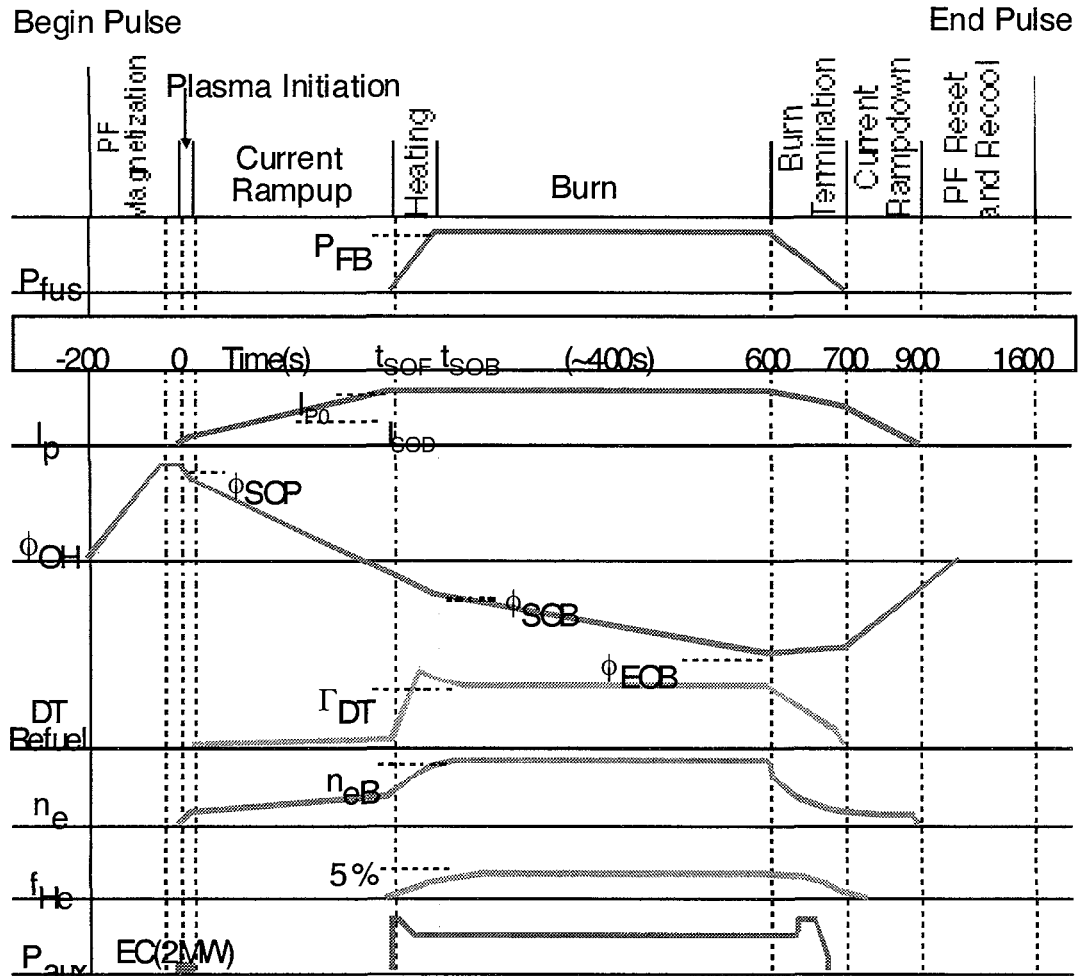 Begin Pulse
End Pulse
PF Magnetization
Plasma Initiation
Current
Rampup
Heating
Burn
Burn
Termination
Current
Rampdown
PF Reset
and Recool
P_FB
P_fus
-200 0 Time(s) t_SOF t_SOB (~400s) 600 700 900 1600
I_P0
I_p
I_SOD
ϕ_SOP
ϕ_OH
ϕ_SOB
ϕ_EOB
Γ_DT
DT
Refuel
n_eB
n_e
5%
f_He
EC(2MW)
P_aux